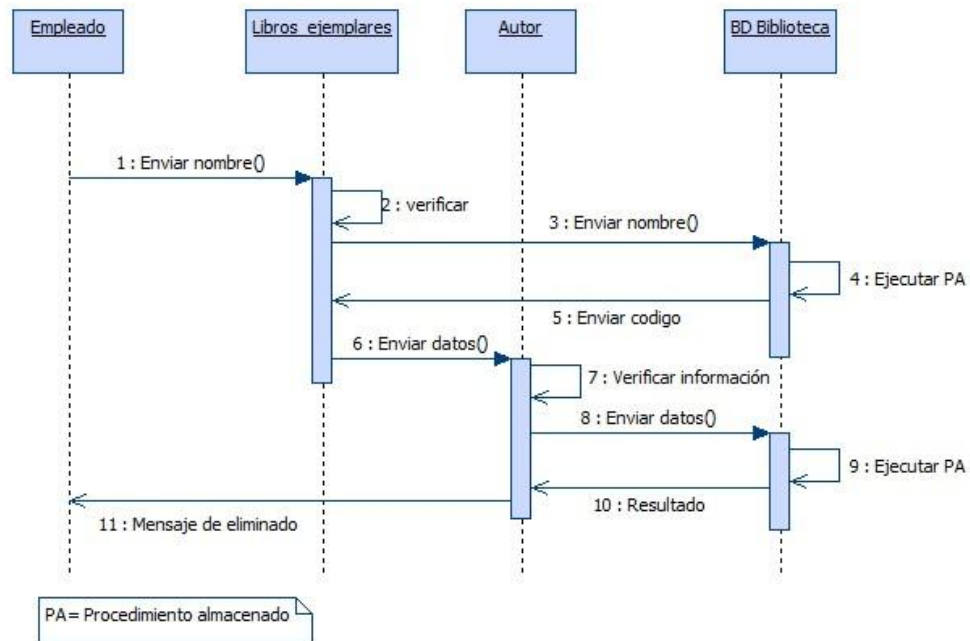 Empleado
Libros_ejemplares
Autor
BD Biblioteca
1 : Enviar nombre()
2 : verificar
3 : Enviar nombre()
4 : Ejecutar PA
5 : Enviar codigo
6 : Enviar datos()
7 : Verificar información
8 : Enviar datos()
9 : Ejecutar PA
10 : Resultado
11 : Mensaje de eliminado
PA= Procedimiento almacenado